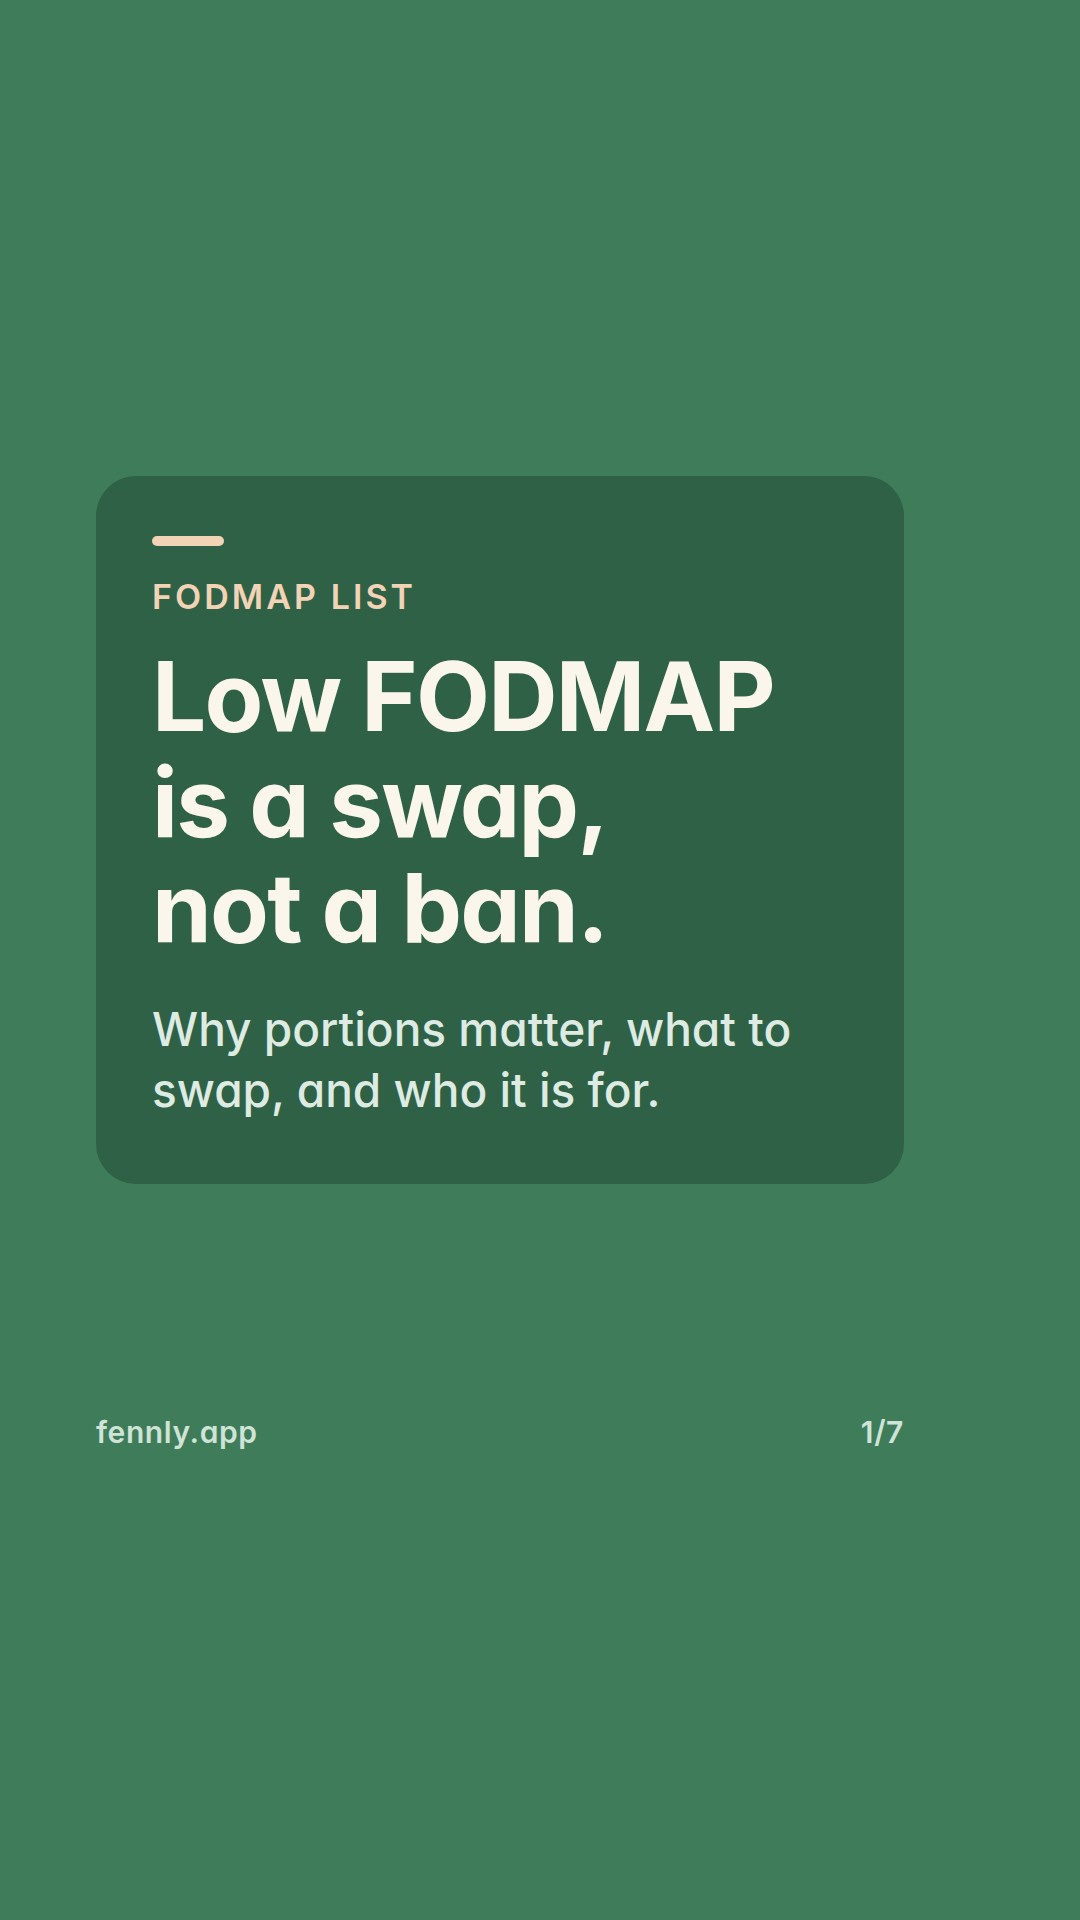 FODMAP LIST
Low FODMAP
is a swap,
not a ban.
Why portions matter, what to
swap, and who it is for.
fennly.app
1/7